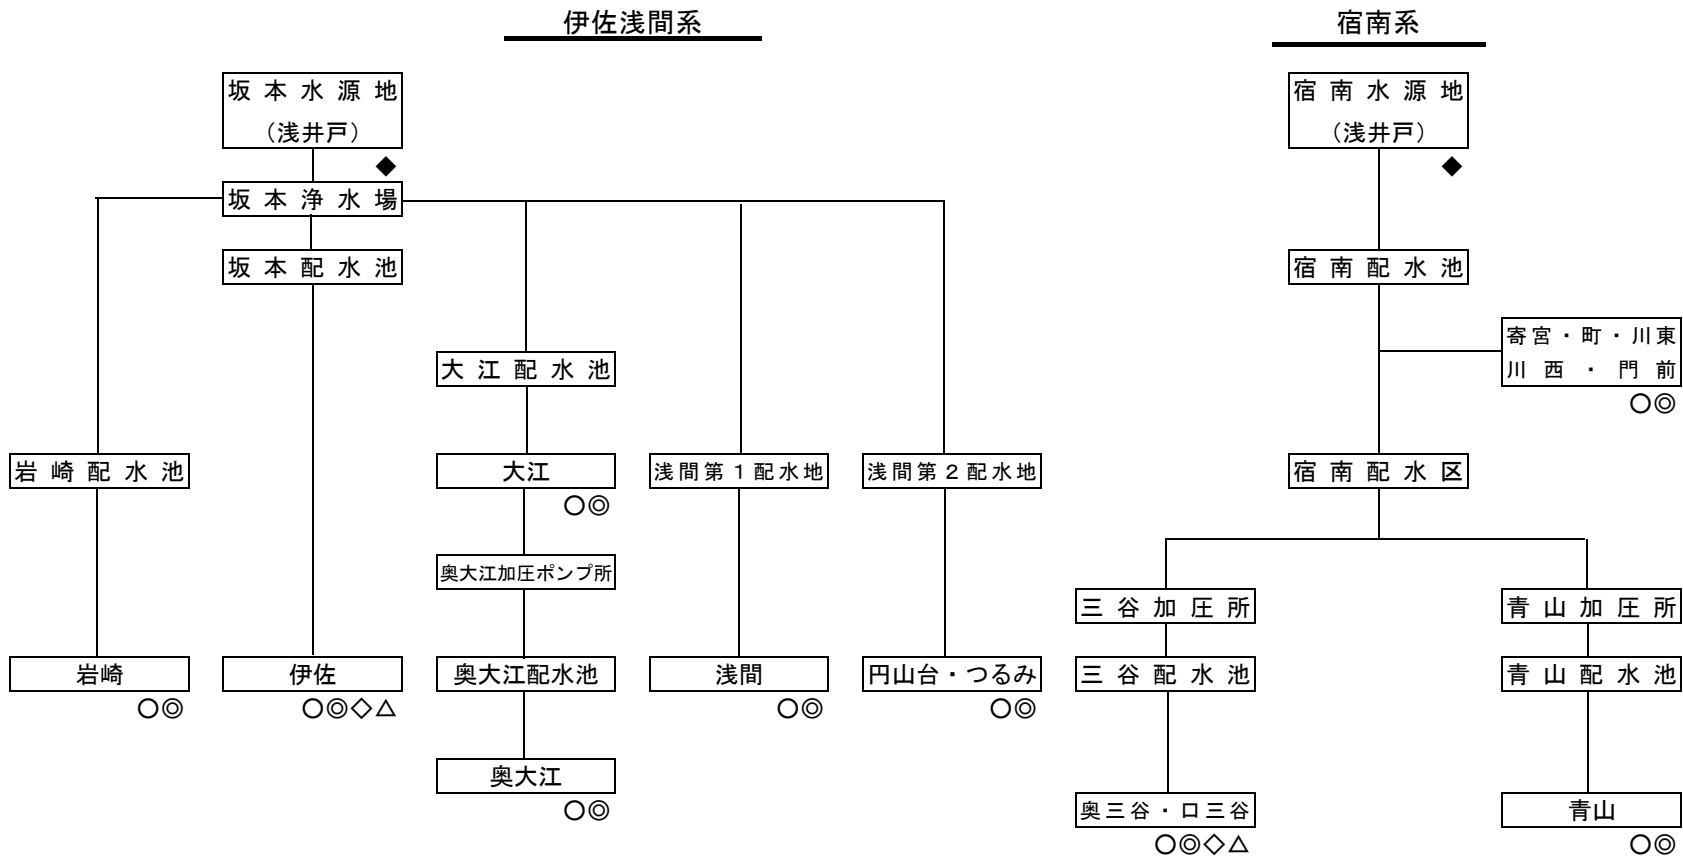 伊佐浅間系
宿南系
坂本水源地
（浅井戸）
◆
坂本浄水場
坂本配水池
大江配水池
岩崎配水池
大江
○◎
浅間第１配水地
浅間第２配水地
奥大江加圧ポンプ所
岩崎
○◎
伊佐
○◎◇△
奥大江配水池
浅間
○◎
円山台・つるみ
○◎
奥大江
○◎
宿南水源地
（浅井戸）
◆
宿南配水池
寄宮・町・川東
川西・門前
○◎
宿南配水区
三谷加圧所
青山加圧所
三谷配水池
青山配水池
奥三谷・口三谷
○◎◇△
青山
○◎